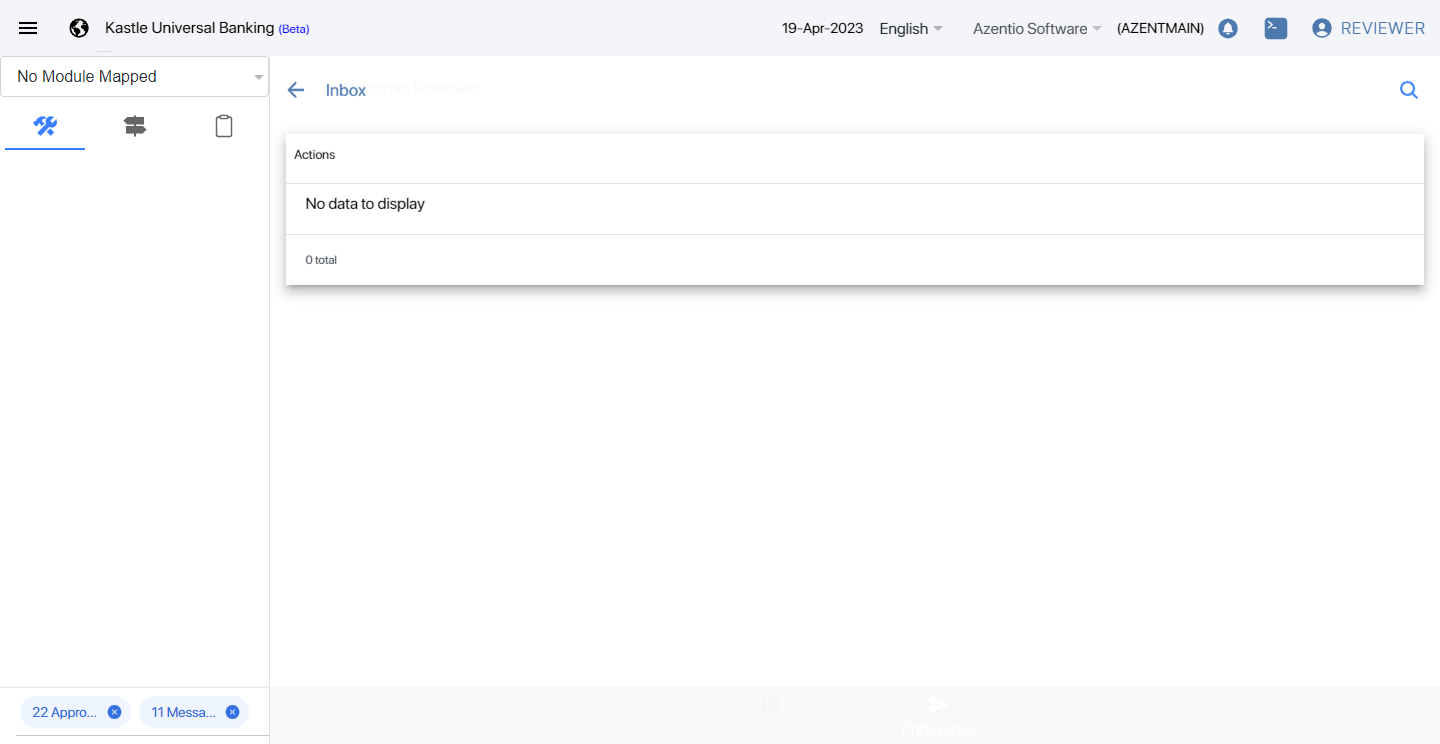 Kastle Universal Banking (Beta)
19-Apr-2023 English Azentio Software (AZENTMAIN) REVIEWER
No Module Mapped
Inbox come, Reviewer
Actions
No data to display
0 total
22 Appro... 11 Messa...
Home Preference